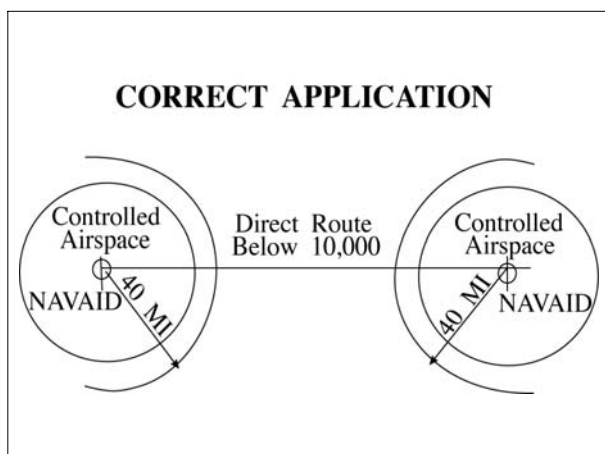 CORRECT APPLICATION
Controlled
Airspace
NAVAID
40 MI
Direct Route
Below 10,000
Controlled
Airspace
NAVAID
40 MI